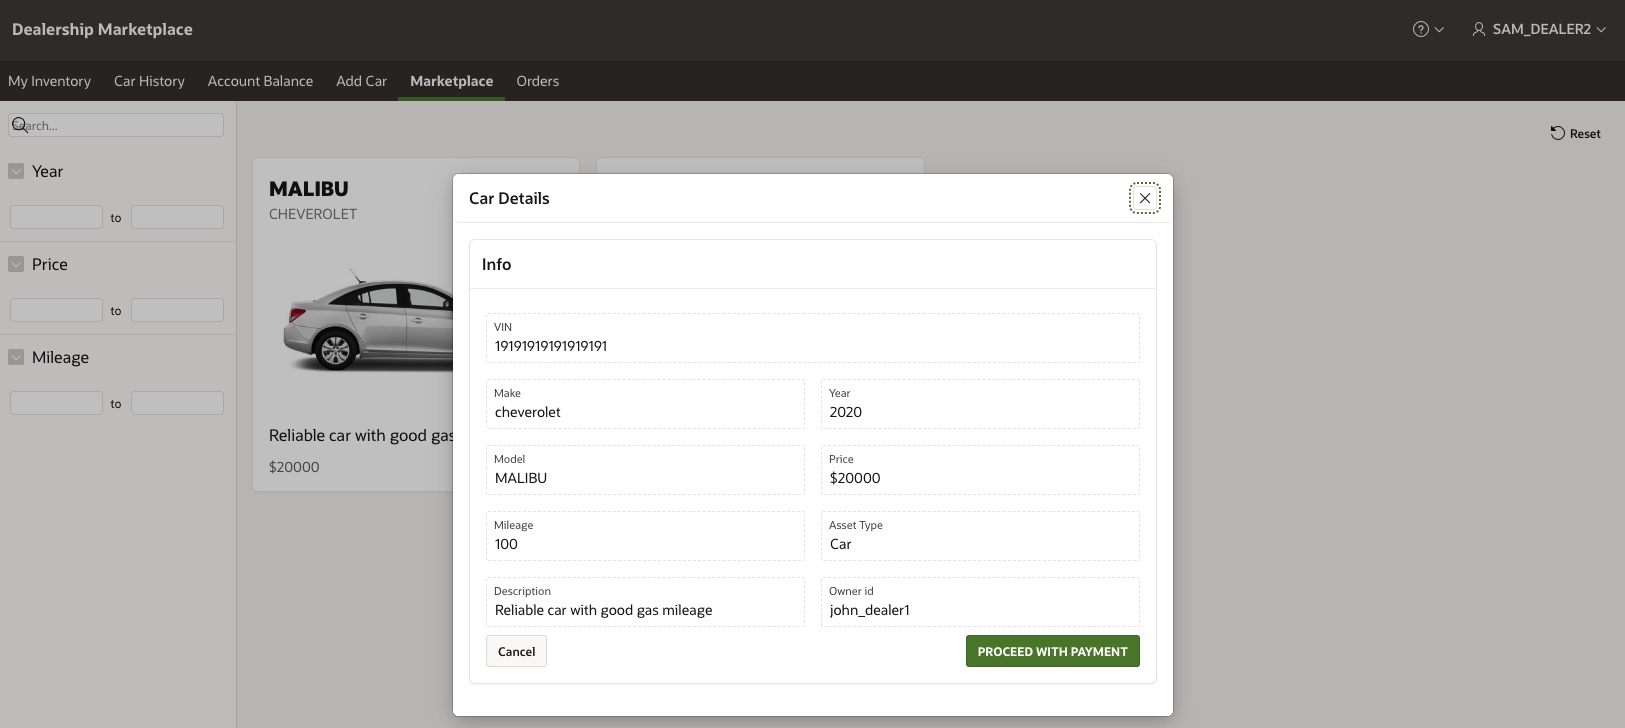 Dealership Marketplace
SAM_DEALER2
My Inventory Car History Account Balance Add Car Marketplace Orders
Search...
Reset
Year
to
Price
to
Mileage
to
MALIBU
CHEVEROLET
Reliable car with good gas
$20000
Car Details
Info
VIN
19191919191919191
Make
cheverolet
Year
2020
Model
MALIBU
Price
$20000
Mileage
100
Asset Type
Car
Description
Reliable car with good gas mileage
Owner id
john_dealer1
Cancel
PROCEED WITH PAYMENT